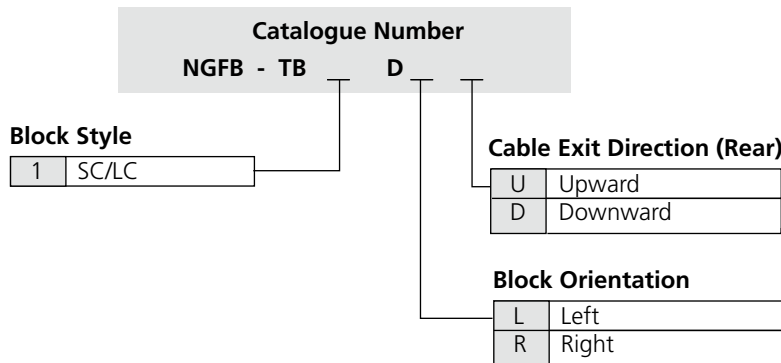 Catalogue Number
NGFB - TB _ D _ _
Block Style
1 SC/LC
Cable Exit Direction (Rear)
U Upward
D Downward
Block Orientation
L Left
R Right